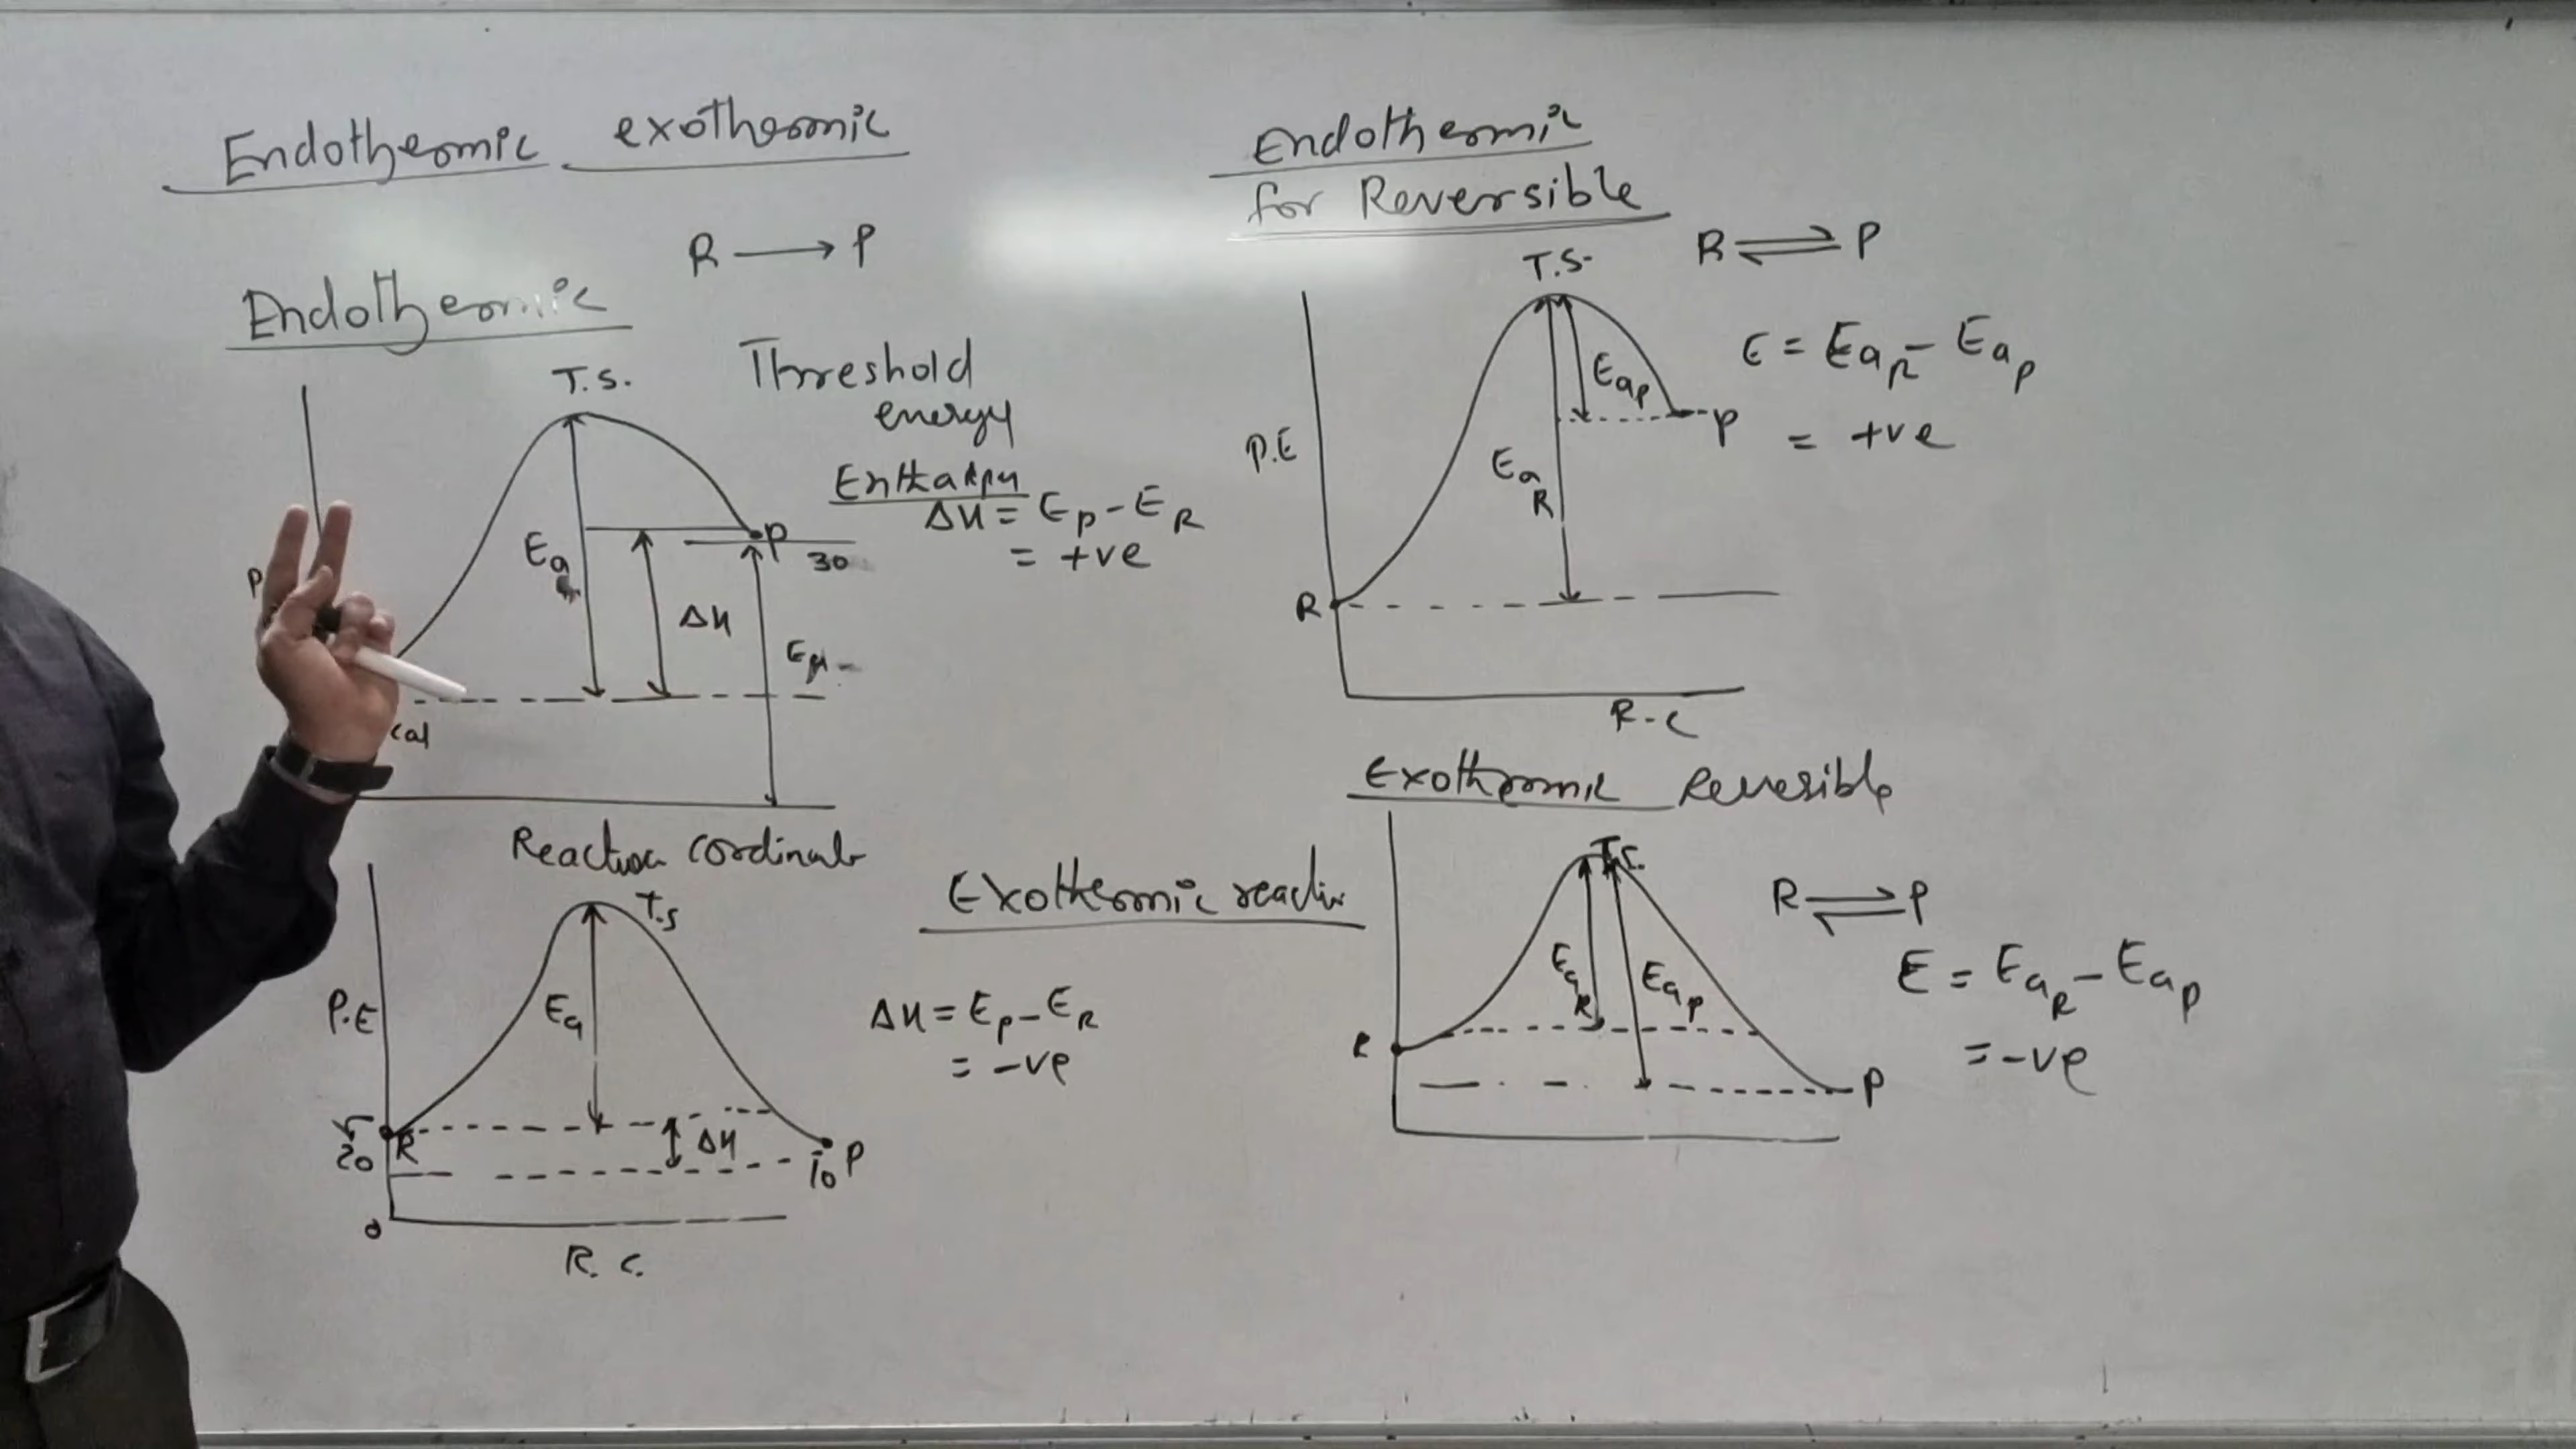 Endothermic exothermic
R ⟶ P
Endothermic
T.S.
Threshold
energy
Enthalpy
ΔH = Ep - ER
= +ve
Ea
P
30
ΔH
P
cal
Reaction cordinate
T.S
P.E
Ea
20
R
ΔH
10 P
0
R. C.
Exothermic reaction
ΔH = Ep - ER
= -ve
Endothermic
for Reversible
R ⇌ P
T.S.
E = EaR - Eap
= +ve
P.E
Eap
P
EaR
R
R-C
Exothermic Reversible
T.S.
R ⇌ P
EaR
Eap
E = EaR - Eap
= -ve
R
P